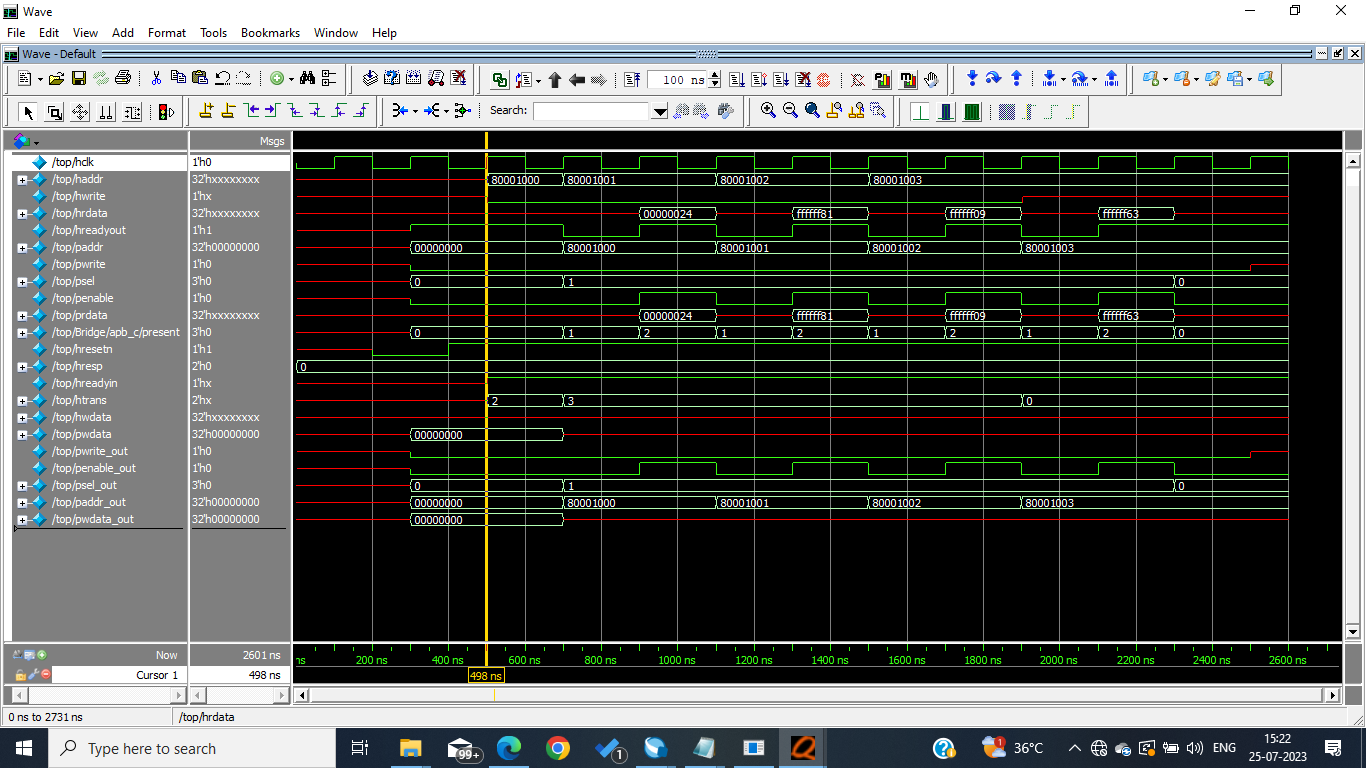 Wave
File Edit View Add Format Tools Bookmarks Window Help
Wave - Default
100 ns
Search:
Msgs
/top/hclk 1'h0
/top/haddr 32'hxxxxxxxx 80001000 80001001 80001002 80001003
/top/hwrite 1'hx
/top/hrdata 32'hxxxxxxxx 00000024 ffffff81 ffffff09 ffffff63
/top/hreadyout 1'h1
/top/paddr 32'h00000000 00000000 80001000 80001001 80001002 80001003
/top/pwrite 1'h0
/top/psel 3'h0 0 1 0
/top/penable 1'h0
/top/prdata 32'hxxxxxxxx 00000024 ffffff81 ffffff09 ffffff63
/top/Bridge/apb_c/present 3'h0 0 1 2 1 2 1 2 1 2 0
/top/hresetn 1'h1
/top/hresp 2'h0 0
/top/hreadyin 1'hx
/top/htrans 2'hx 2 3 0
/top/hwdata 32'hxxxxxxxx
/top/pwdata 32'h00000000 00000000
/top/pwrite_out 1'h0
/top/penable_out 1'h0
/top/psel_out 3'h0 0 1 0
/top/paddr_out 32'h00000000 00000000 80001000 80001001 80001002 80001003
/top/pwdata_out 32'h00000000 00000000
Now 2601 ns ns 200 ns 400 ns 600 ns 800 ns 1000 ns 1200 ns 1400 ns 1600 ns 1800 ns 2000 ns 2200 ns 2400 ns 2600 ns
Cursor 1 498 ns 498 ns
0 ns to 2731 ns /top/hrdata
Type here to search 99+ 1 1 36°C ENG 15:22
25-07-2023